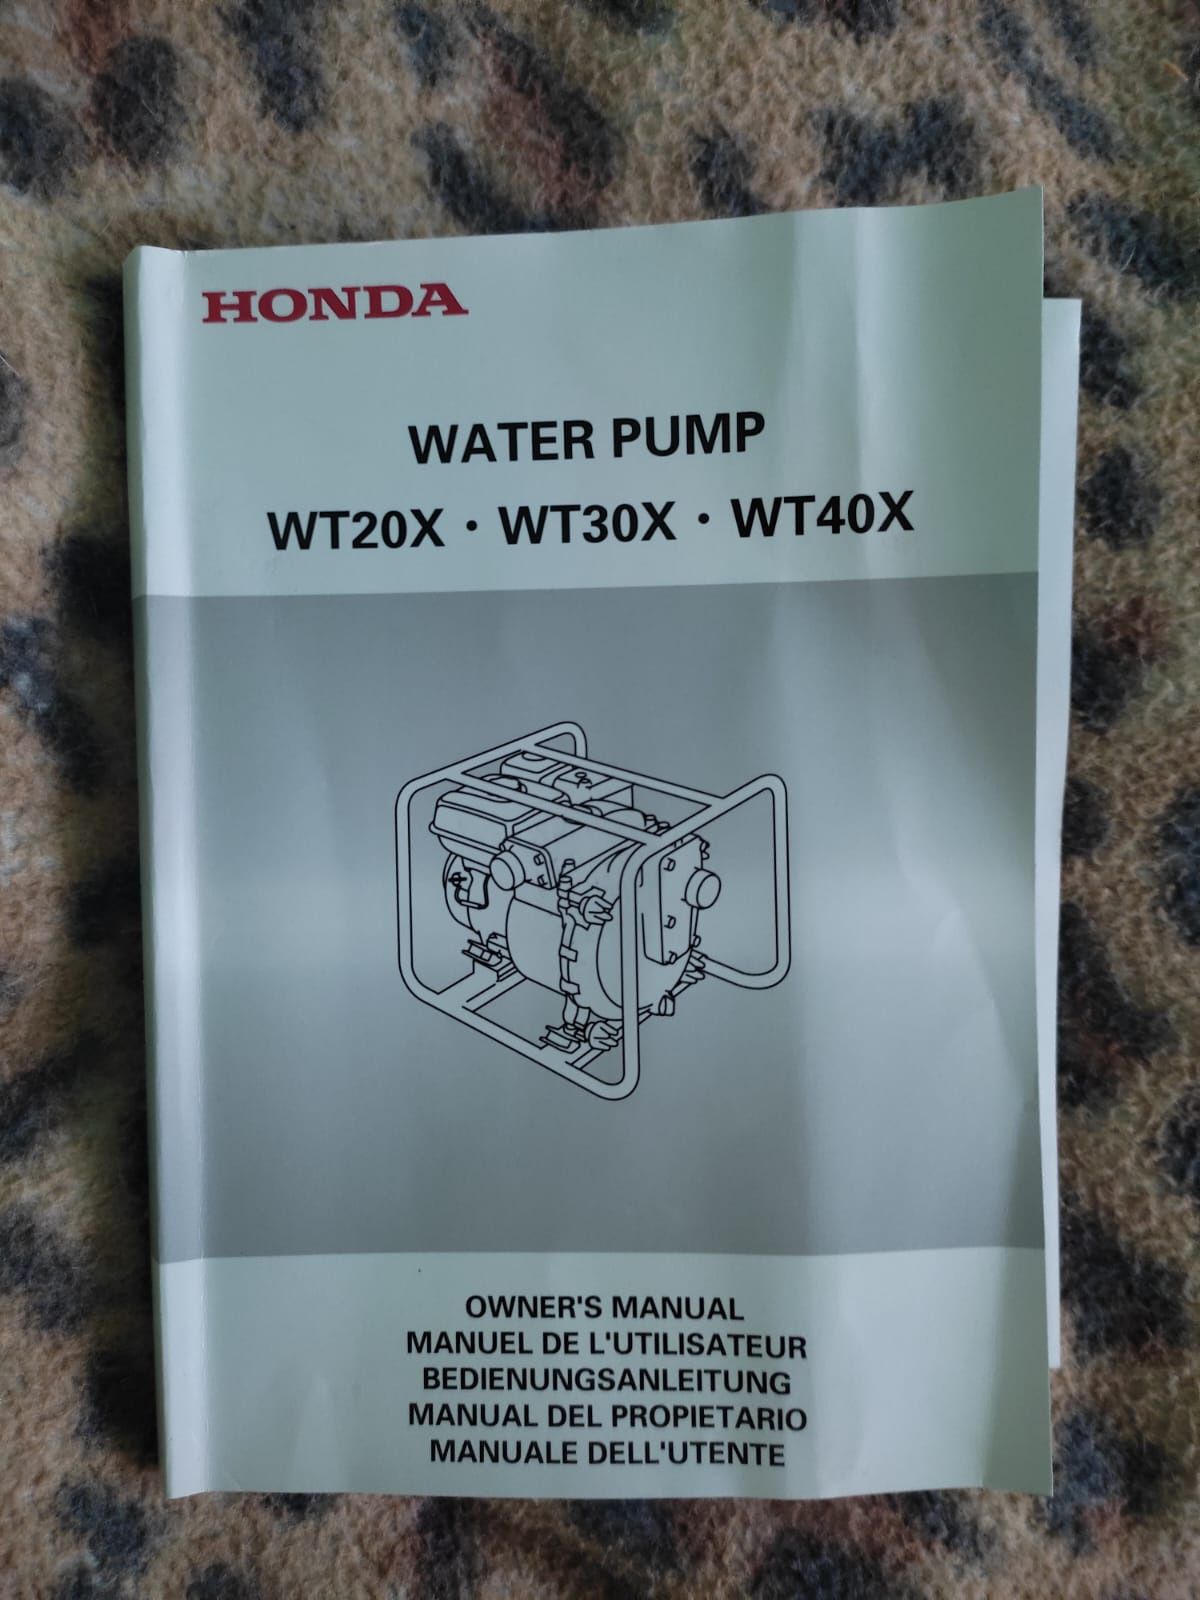 HONDA
WATER PUMP
WT20X • WT30X • WT40X
OWNER'S MANUAL
MANUEL DE L'UTILISATEUR
BEDIENUNGSANLEITUNG
MANUAL DEL PROPIETARIO
MANUALE DELL'UTENTE